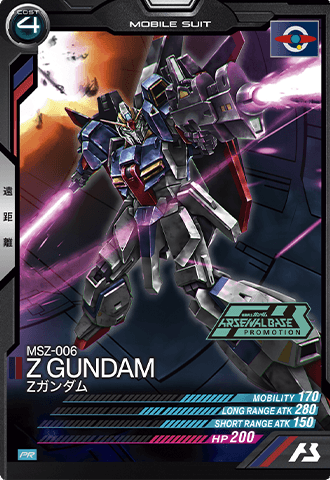 COST
4
MOBILE SUIT
遠距離
ARSENAL BASE
PROMOTION
MSZ-006
Z GUNDAM
Zガンダム
MOBILITY 170
LONG RANGE ATK 280
SHORT RANGE ATK 150
HP 200
PR